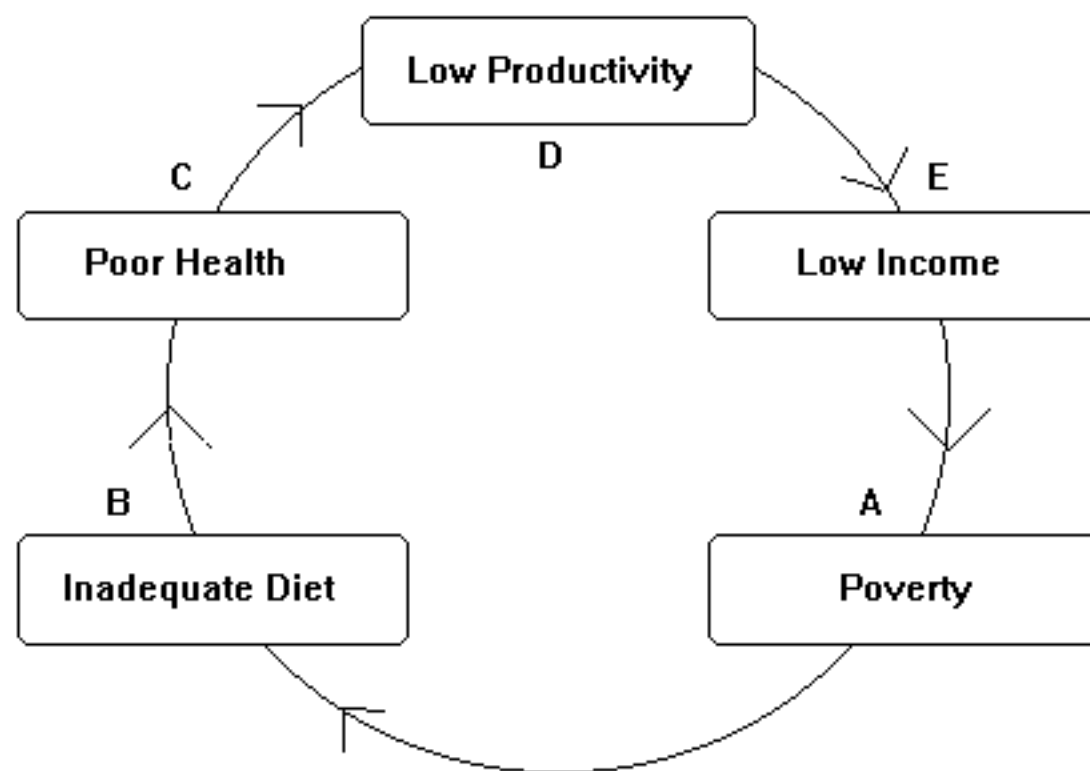 Low Productivity
D
C
E
Poor Health
Low Income
B
A
Inadequate Diet
Poverty